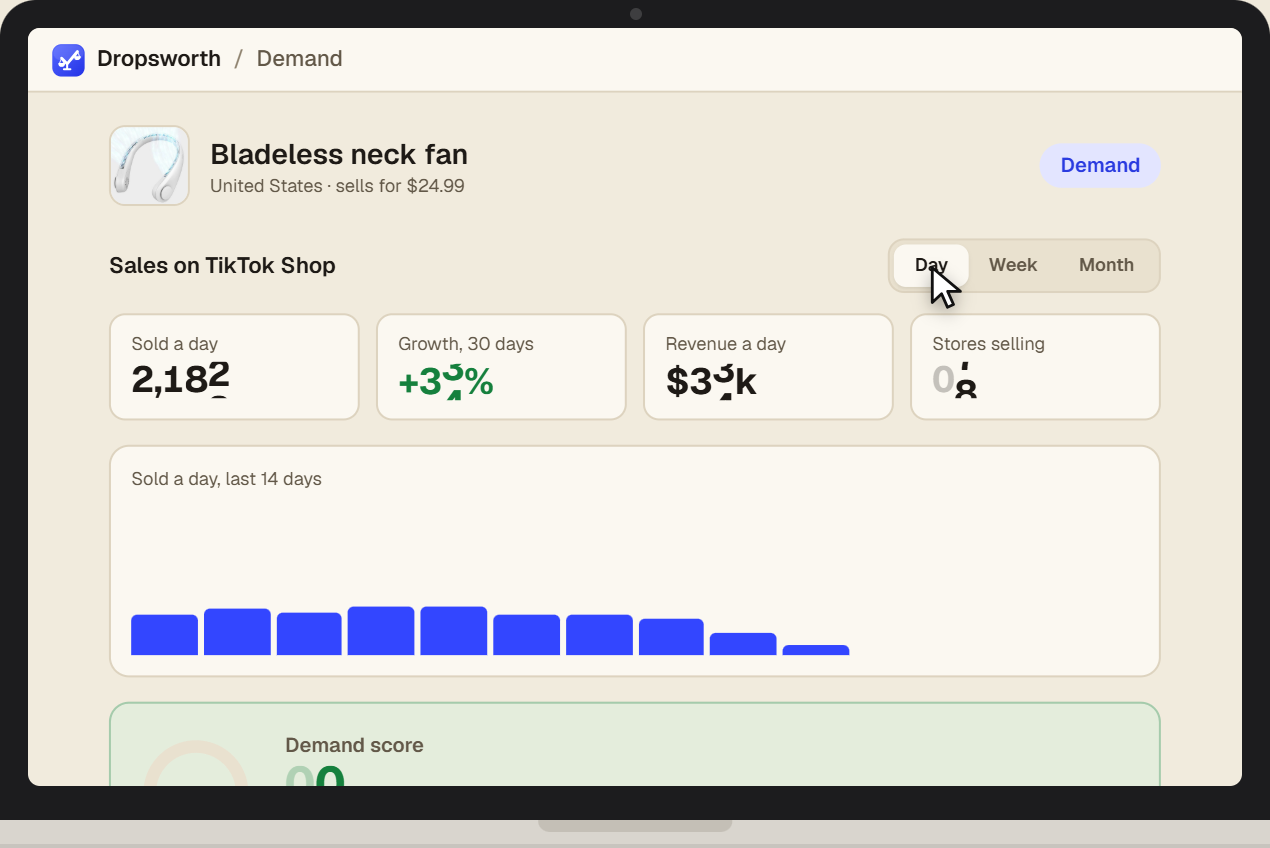 Dropsworth / Demand
Bladeless neck fan
United States · sells for $24.99
Demand
Sales on TikTok Shop
Day Week Month
Sold a day
Growth, 30 days
Revenue a day
Stores selling
Sold a day, last 14 days
Demand score